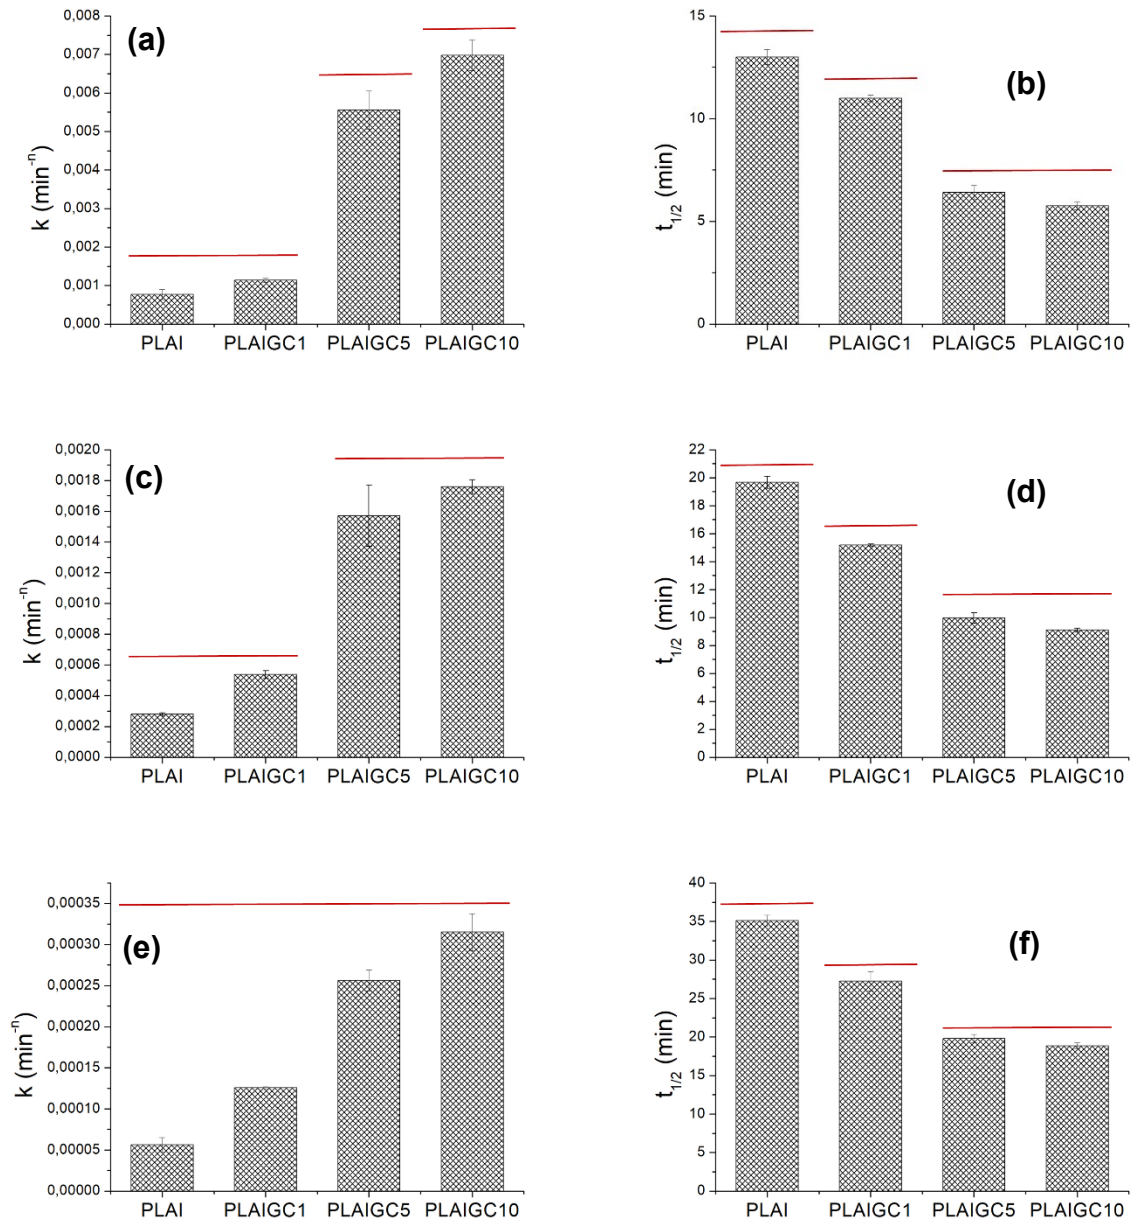 (a)
k (min⁻ⁿ)
0,008
0,007
0,006
0,005
0,004
0,003
0,002
0,001
0,000
PLAI PLAIGC1 PLAIGC5 PLAIGC10
(b)
t1/2 (min)
15
10
5
0
PLAI PLAIGC1 PLAIGC5 PLAIGC10
(c)
k (min⁻ⁿ)
0,0020
0,0018
0,0016
0,0014
0,0012
0,0010
0,0008
0,0006
0,0004
0,0002
0,0000
PLAI PLAIGC1 PLAIGC5 PLAIGC10
(d)
t1/2 (min)
22
20
18
16
14
12
10
8
6
4
2
0
PLAI PLAIGC1 PLAIGC5 PLAIGC10
(e)
k (min⁻ⁿ)
0,00035
0,00030
0,00025
0,00020
0,00015
0,00010
0,00005
0,00000
PLAI PLAIGC1 PLAIGC5 PLAIGC10
(f)
t1/2 (min)
40
35
30
25
20
15
10
5
0
PLAI PLAIGC1 PLAIGC5 PLAIGC10